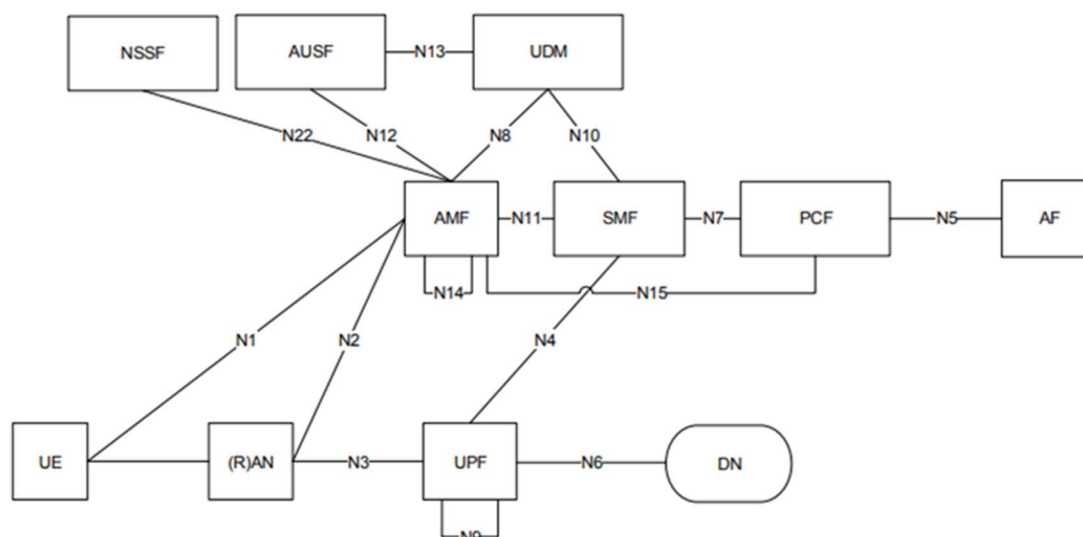 NSSF
AUSF
N13
UDM
N22
N12
N8
N10
AMF
N11
SMF
N7
PCF
N5
AF
N14
N15
N1
N2
N4
UE
(R)AN
N3
UPF
N6
DN
N9